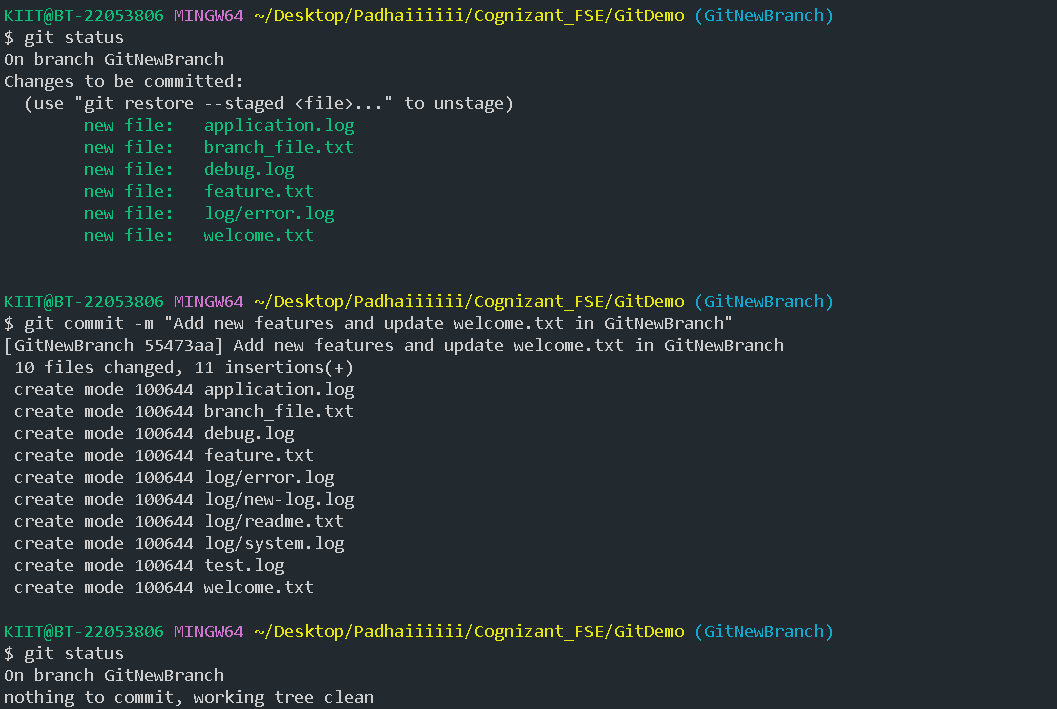 KIIT@BT-22053806 MINGW64 ~/Desktop/Padhaiiiiii/Cognizant_FSE/GitDemo (GitNewBranch)
$ git status
On branch GitNewBranch
Changes to be committed:
  (use "git restore --staged <file>..." to unstage)
        new file:   application.log
        new file:   branch_file.txt
        new file:   debug.log
        new file:   feature.txt
        new file:   log/error.log
        new file:   welcome.txt
KIIT@BT-22053806 MINGW64 ~/Desktop/Padhaiiiiii/Cognizant_FSE/GitDemo (GitNewBranch)
$ git commit -m "Add new features and update welcome.txt in GitNewBranch"
[GitNewBranch 55473aa] Add new features and update welcome.txt in GitNewBranch
 10 files changed, 11 insertions(+)
 create mode 100644 application.log
 create mode 100644 branch_file.txt
 create mode 100644 debug.log
 create mode 100644 feature.txt
 create mode 100644 log/error.log
 create mode 100644 log/new-log.log
 create mode 100644 log/readme.txt
 create mode 100644 log/system.log
 create mode 100644 test.log
 create mode 100644 welcome.txt
KIIT@BT-22053806 MINGW64 ~/Desktop/Padhaiiiiii/Cognizant_FSE/GitDemo (GitNewBranch)
$ git status
On branch GitNewBranch
nothing to commit, working tree clean